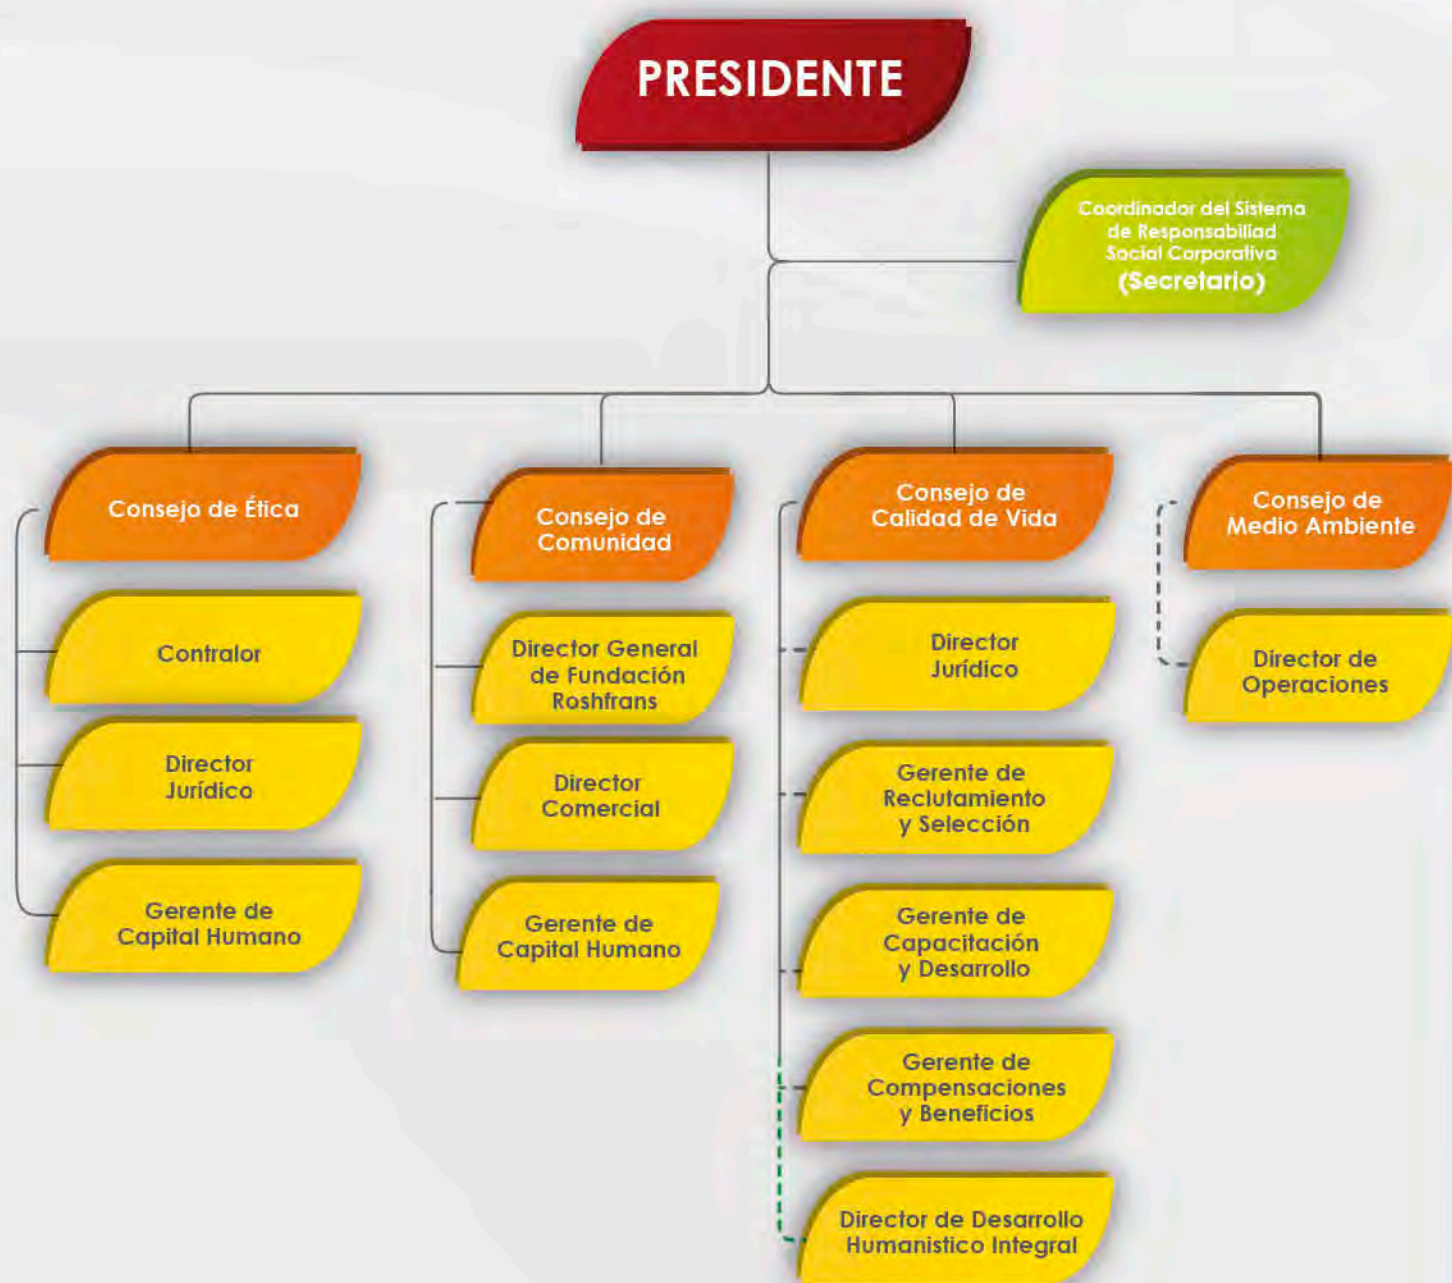 PRESIDENTE
Coordinador del Sistema
de Responsabiliad
Social Corporativa
(Secretario)
Consejo de Ética
Contralor
Director
Jurídico
Gerente de
Capital Humano
Consejo de
Comunidad
Director General
de Fundación
Roshfrans
Director
Comercial
Gerente de
Capital Humano
Consejo de
Calidad de Vida
Director
Jurídico
Gerente de
Reclutamiento
y Selección
Gerente de
Capacitación
y Desarrollo
Gerente de
Compensaciones
y Beneficios
Director de Desarrollo
Humanistico Integral
Consejo de
Medio Ambiente
Director de
Operaciones